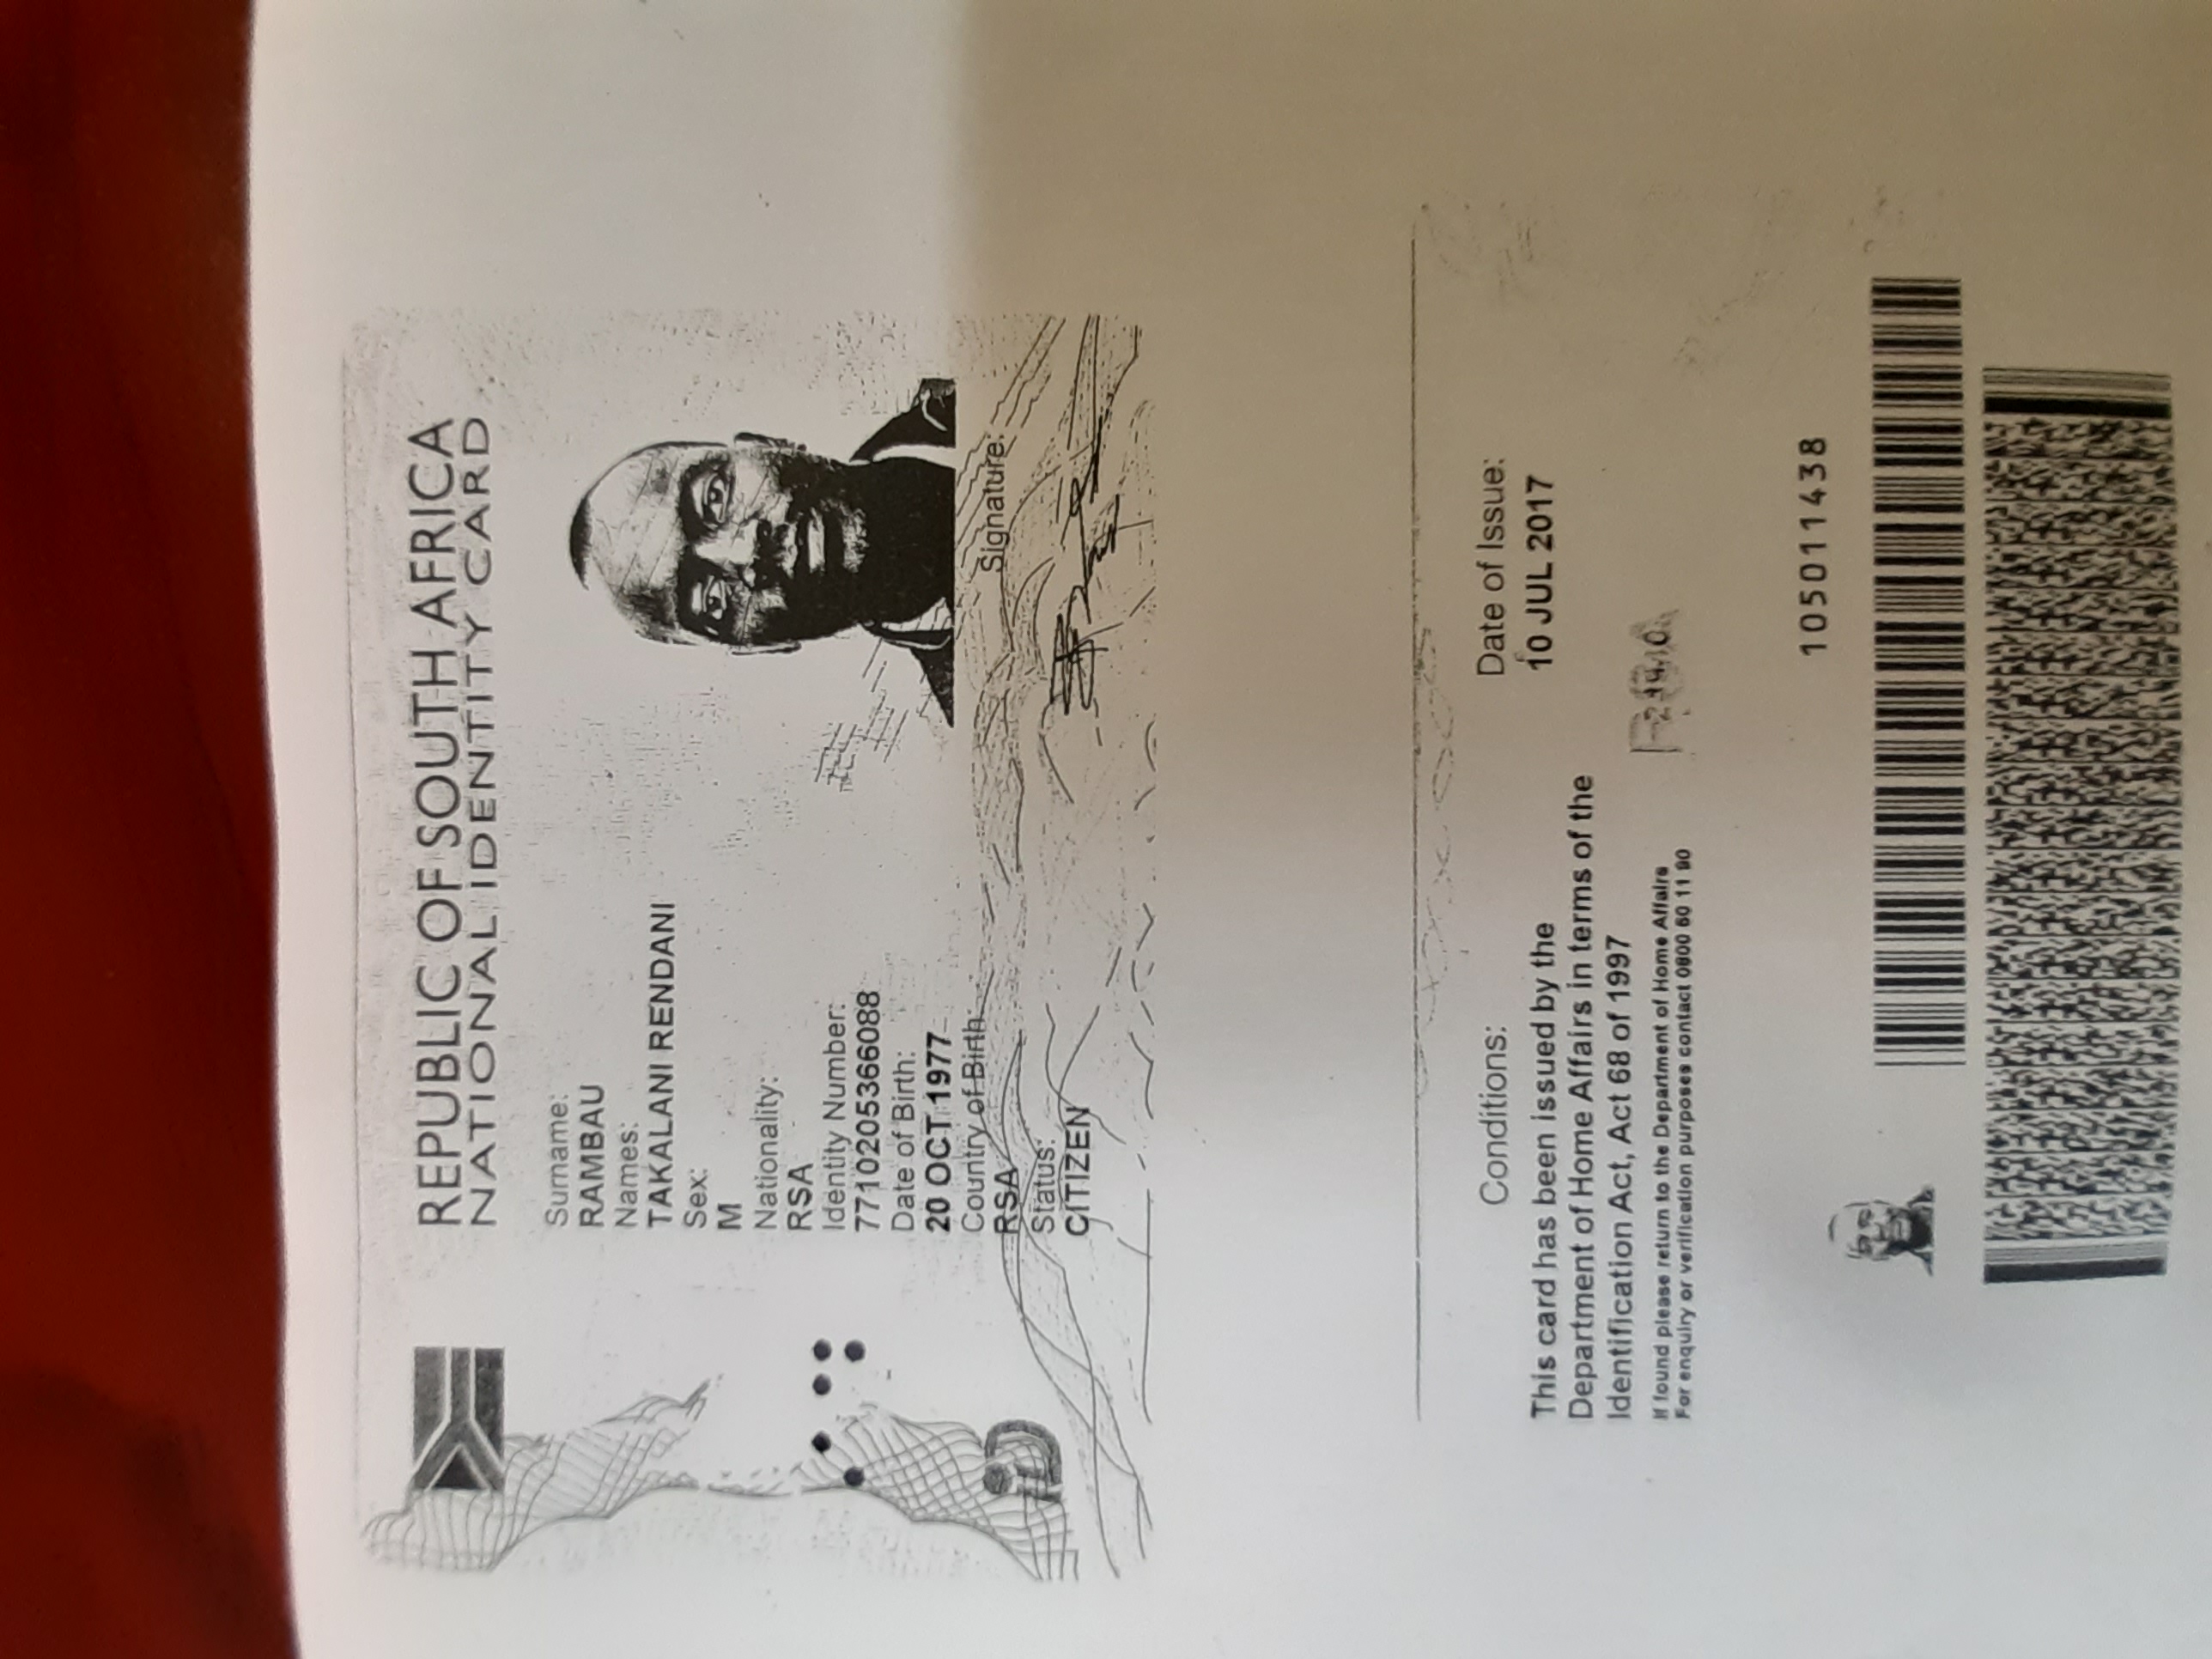 REPUBLIC OF SOUTH AFRICA
NATIONAL IDENTITY CARD
Surname:
RAMBAU
Names:
TAKALANI RENDANI
Sex:
M
Nationality:
RSA
Identity Number:
7710205366088
Date of Birth:
20 OCT 1977
Country of Birth:
RSA
Status:
CITIZEN
Signature:
Conditions:
This card has been issued by the
Department of Home Affairs in terms of the
Identification Act, Act 68 of 1997
If found please return to the Department of Home Affairs
For enquiry or verification purposes contact 0800 60 11 90
Date of Issue:
10 JUL 2017
105011438